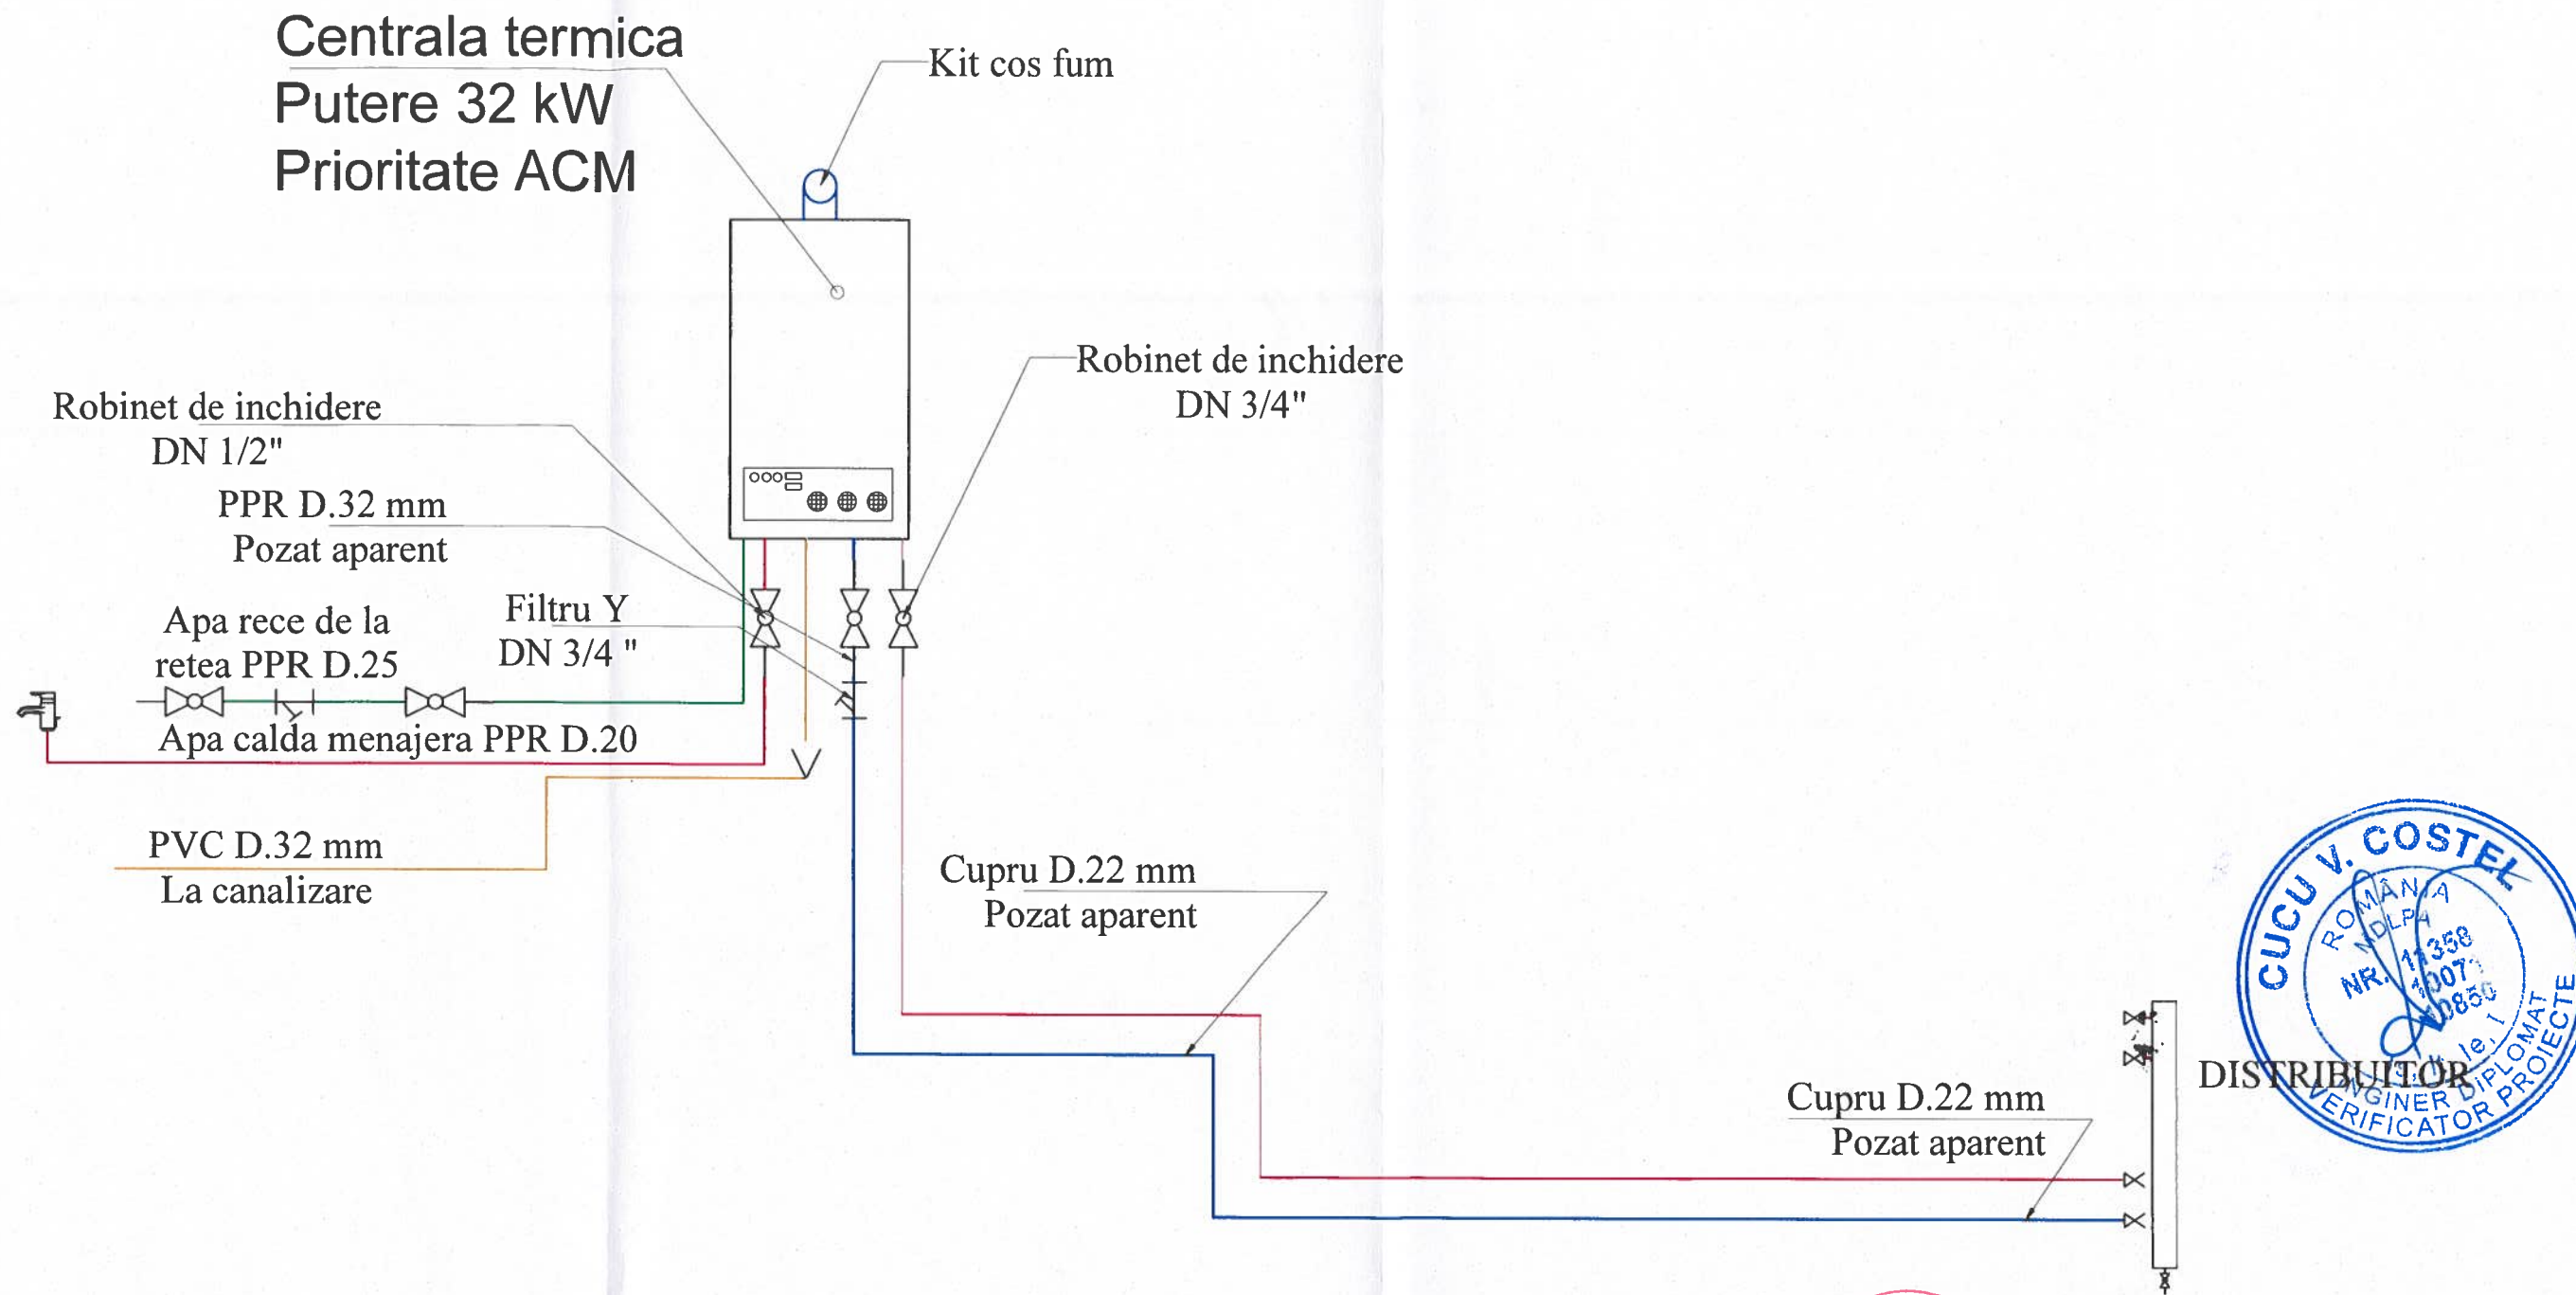 Centrala termica
Putere 32 kW
Prioritate ACM
Kit cos fum
Robinet de inchidere
DN 3/4"
Robinet de inchidere
DN 1/2"
PPR D.32 mm
Pozat aparent
Filtru Y
DN 3/4 "
Apa rece de la
retea PPR D.25
Apa calda menajera PPR D.20
PVC D.32 mm
La canalizare
Cupru D.22 mm
Pozat aparent
Cupru D.22 mm
Pozat aparent
DISTRIBUITOR
CUCU V. COSTEL
ROMÂNIA
MDLPA
NR. 11358
INGINER DIPLOMAT
VERIFICATOR PROIECTE